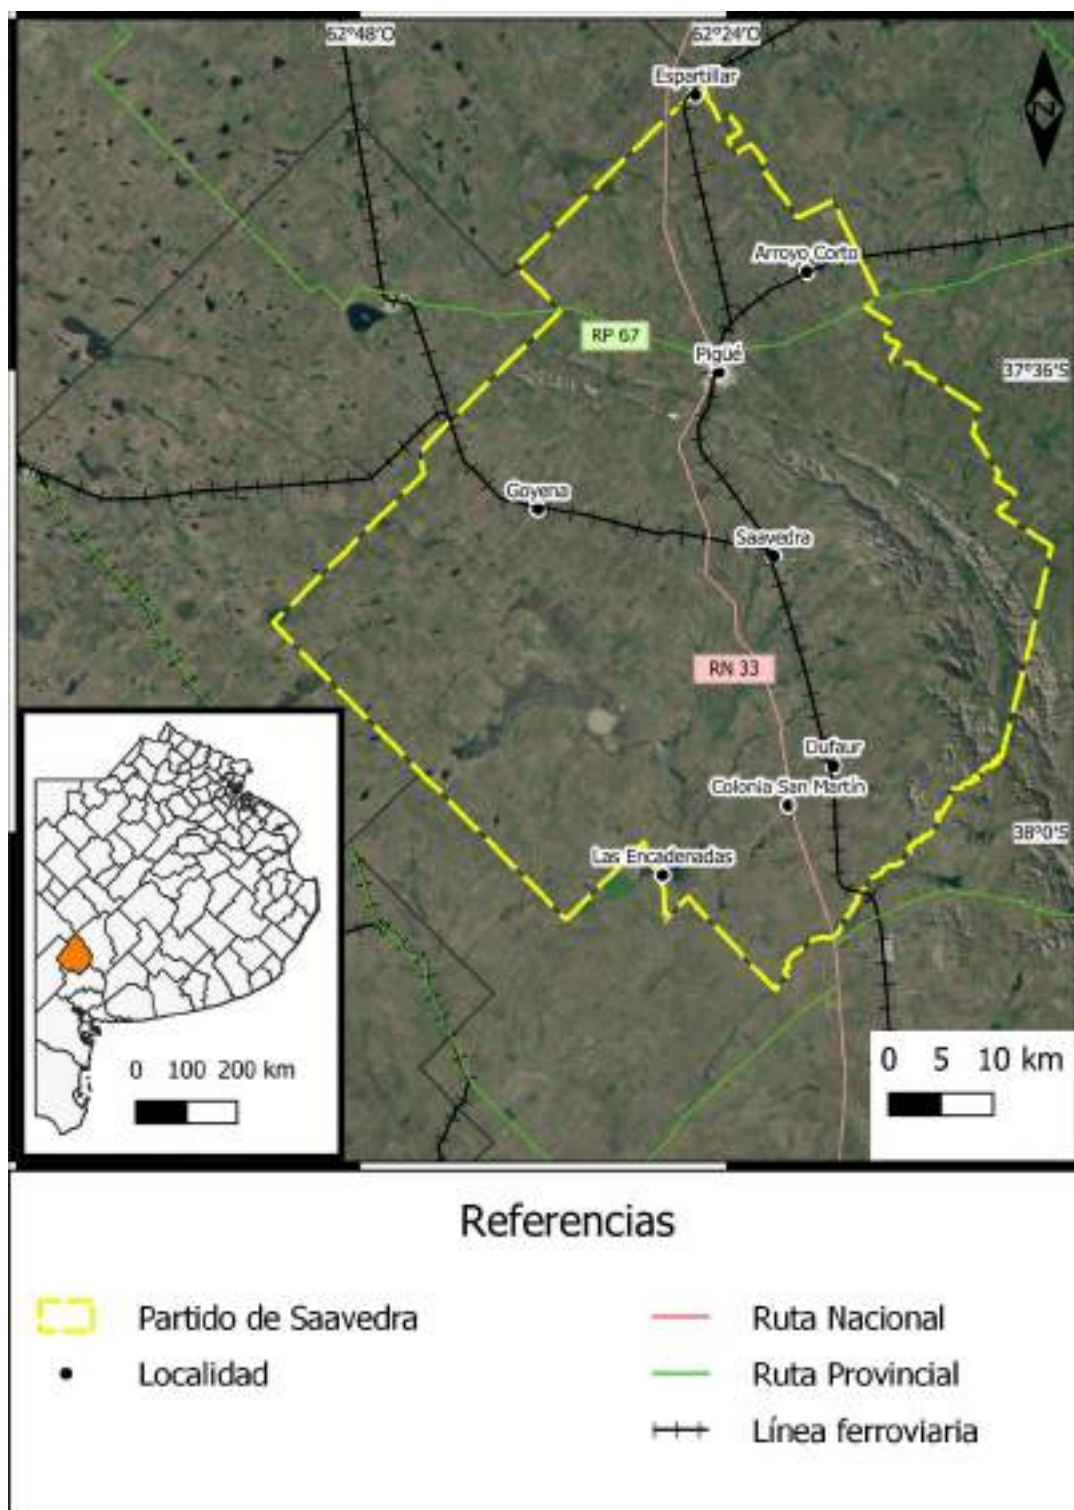 62°48'O
62°24'O
Espartillar
N
Arroyo Corto
RP 67
Pigüé
37°36'S
Goyena
Saavedra
RN 33
Dufaur
Colonia San Martín
38°0'S
Las Encadenadas
0 5 10 km
0 100 200 km
Referencias
Partido de Saavedra
Localidad
Ruta Nacional
Ruta Provincial
Línea ferroviaria